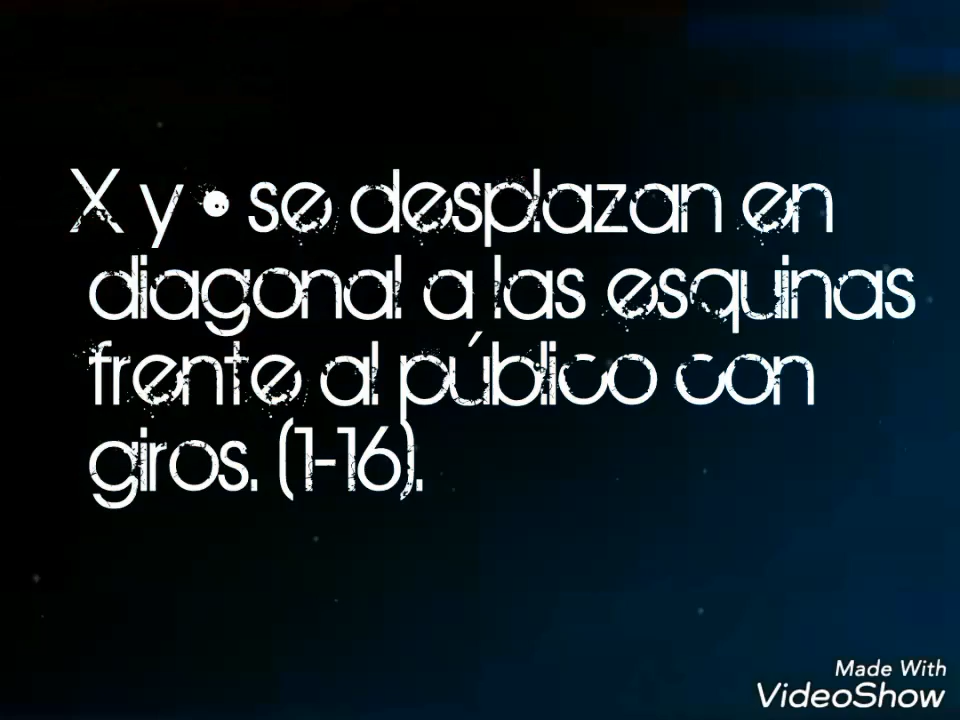 X y • se desplazan en
diagonal a las esquinas
frente al público con
giros. (1-16).
Made With
VideoShow